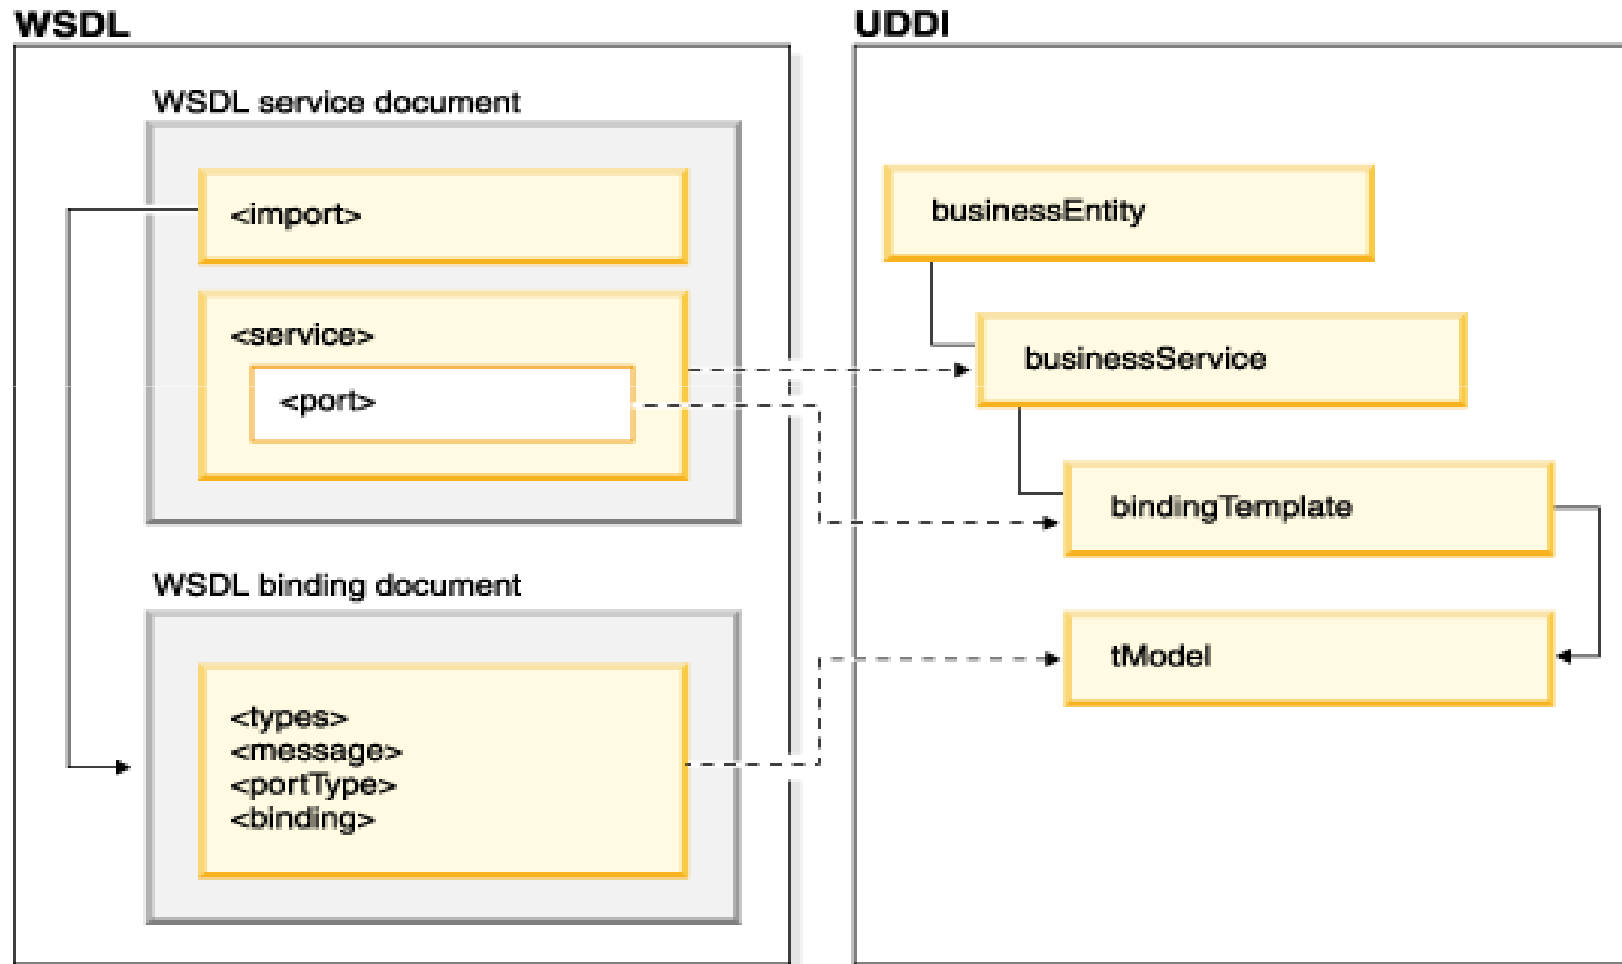 WSDL
WSDL service document
<import>
<service>
<port>
WSDL binding document
<types>
<message>
<portType>
<binding>
UDDI
businessEntity
businessService
bindingTemplate
tModel